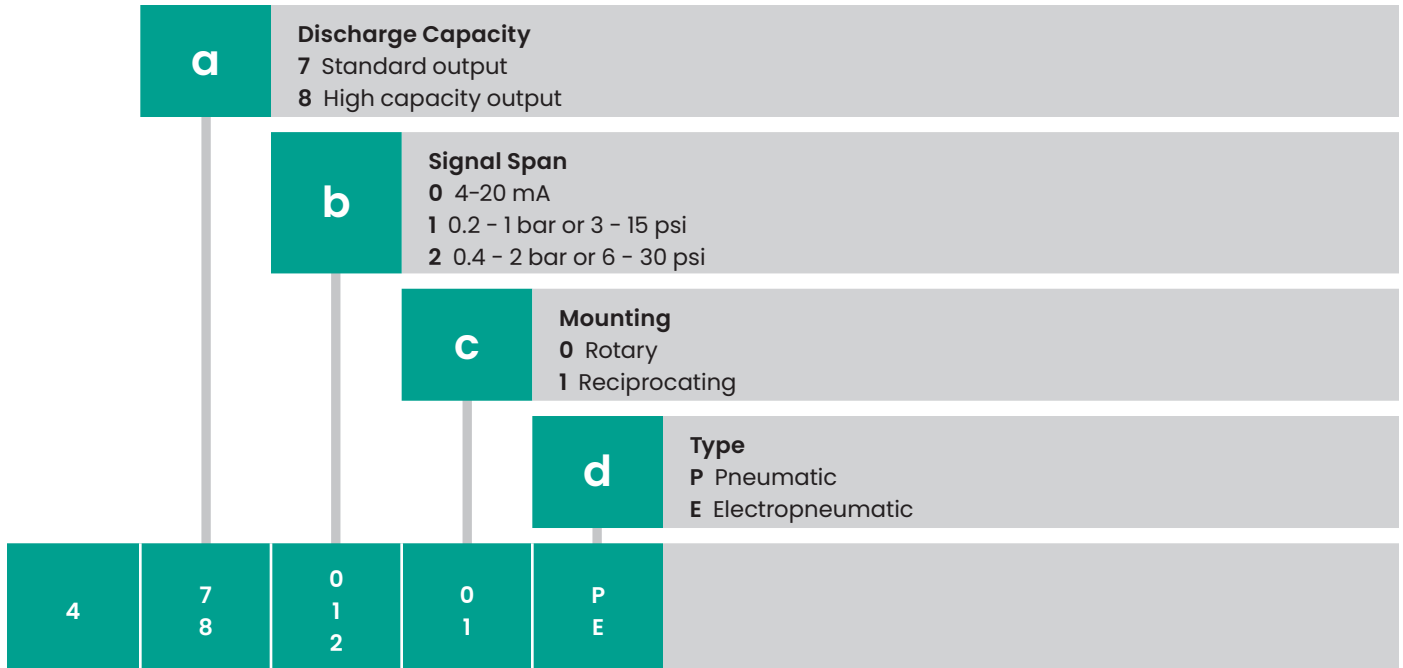 a
Discharge Capacity
7 Standard output
8 High capacity output
b
Signal Span
0 4-20 mA
1 0.2 - 1 bar or 3 - 15 psi
2 0.4 - 2 bar or 6 - 30 psi
c
Mounting
0 Rotary
1 Reciprocating
d
Type
P Pneumatic
E Electropneumatic
4
7
8
0
1
2
0
1
P
E